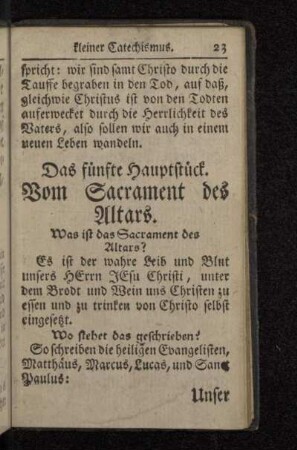 kleiner Catechismus. 23
spricht: wir sind samt Christo durch die
Tauffe begraben in den Tod, auf daß,
gleichwie Christus ist von den Todten
auferwecket durch die Herrlichkeit des
Vaters, also sollen wir auch in einem
neuen Leben wandeln.
Das fünfte Hauptstück.
Vom Sacrament des
Altars.
Was ist das Sacrament des
Altars?
Es ist der wahre Leib und Blut
unsers HErrn JEsu Christi, unter
dem Brodt und Wein uns Christen zu
essen und zu trinken von Christo selbst
eingesetzt.
Wo stehet das geschrieben?
So schreiben die heiligen Evangelisten,
Matthäus, Marcus, Lucas, und Sanct
Paulus:
Unser